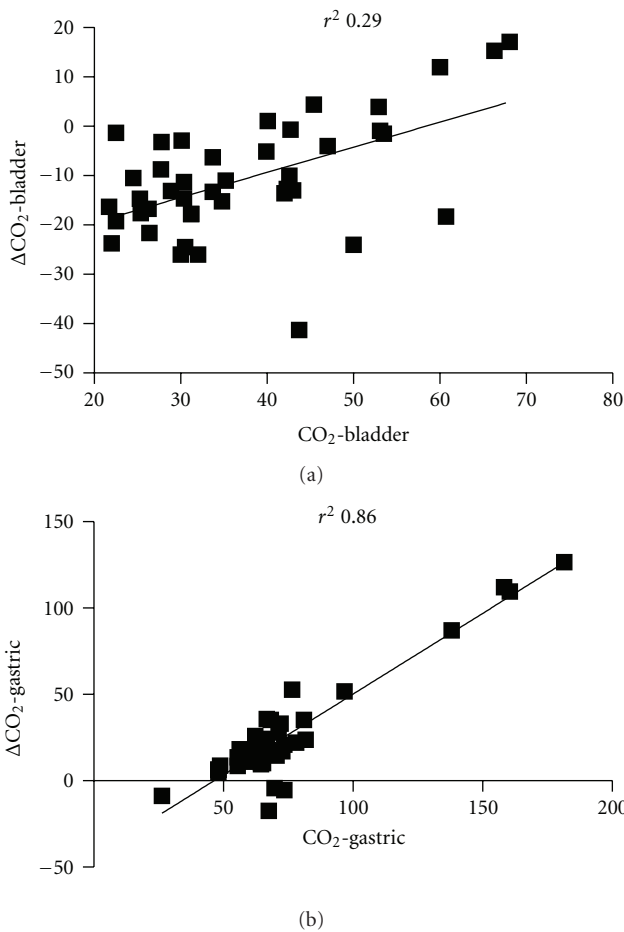 r² 0.29
20
10
0
−10
−20
−30
−40
−50
ΔCO₂-bladder
20 30 40 50 60 70 80
CO₂-bladder
(a)
r² 0.86
150
100
50
0
−50
ΔCO₂-gastric
50 100 150 200
CO₂-gastric
(b)